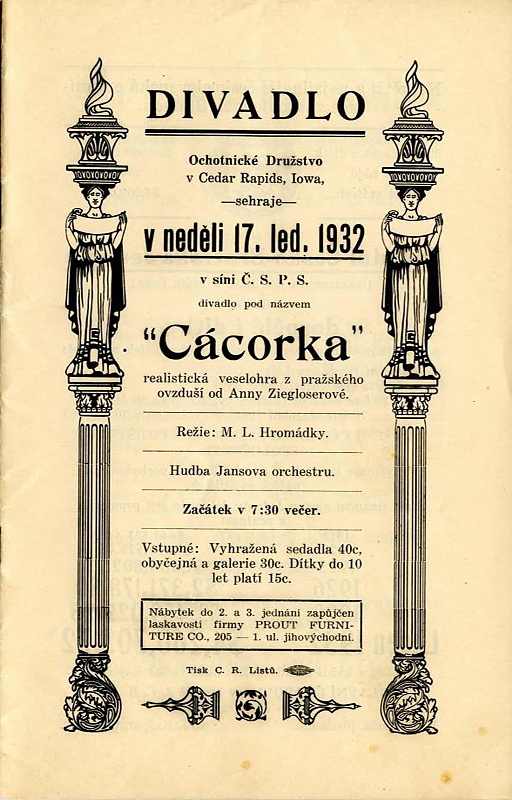 DIVADLO
Ochotnické Družstvo
v Cedar Rapids, Iowa,
—sehraje—
v neděli 17. led. 1932
v síni Č. S. P. S.
divadlo pod názvem
“Cácorka”
realistická veselohra z pražského
ovzduší od Anny Ziegloserové.
Režie: M. L. Hromádky.
Hudba Jansova orchestru.
Začátek v 7:30 večer.
Vstupné: Vyhražená sedadla 40c,
obyčejná a galerie 30c. Dítky do 10
let platí 15c.
Nábytek do 2. a 3. jednání zapůjčen
laskavostí firmy PROUT FURNI-
TURE CO., 205 — 1. ul. jihovýchodní.
Tisk C. R. Listů.